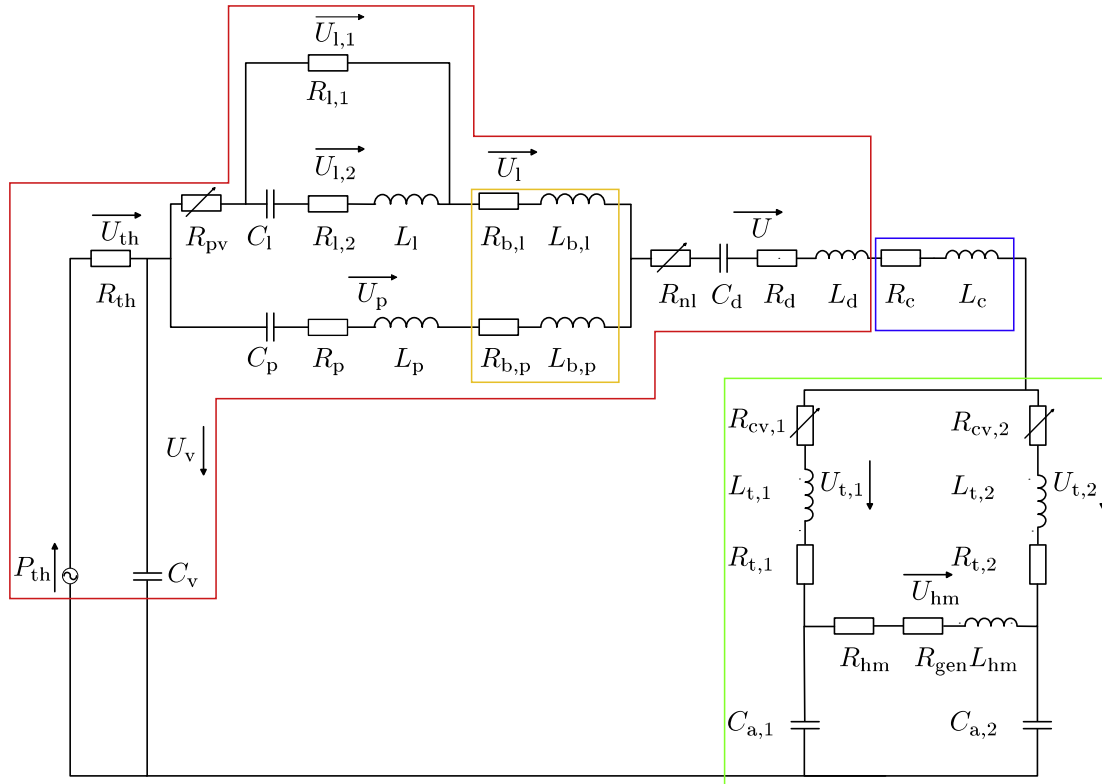 U_l,1
R_l,1
U_l,2
U_l
U_th
R_pv C_l R_l,2 L_l R_b,l L_b,l
U
R_th
U_p
R_nl C_d R_d L_d R_c L_c
C_p R_p L_p R_b,p L_b,p
R_cv,1 R_cv,2
U_v
L_t,1 U_t,1 L_t,2 U_t,2
P_th C_v
R_t,1 R_t,2
U_hm
R_hm R_gen L_hm
C_a,1 C_a,2